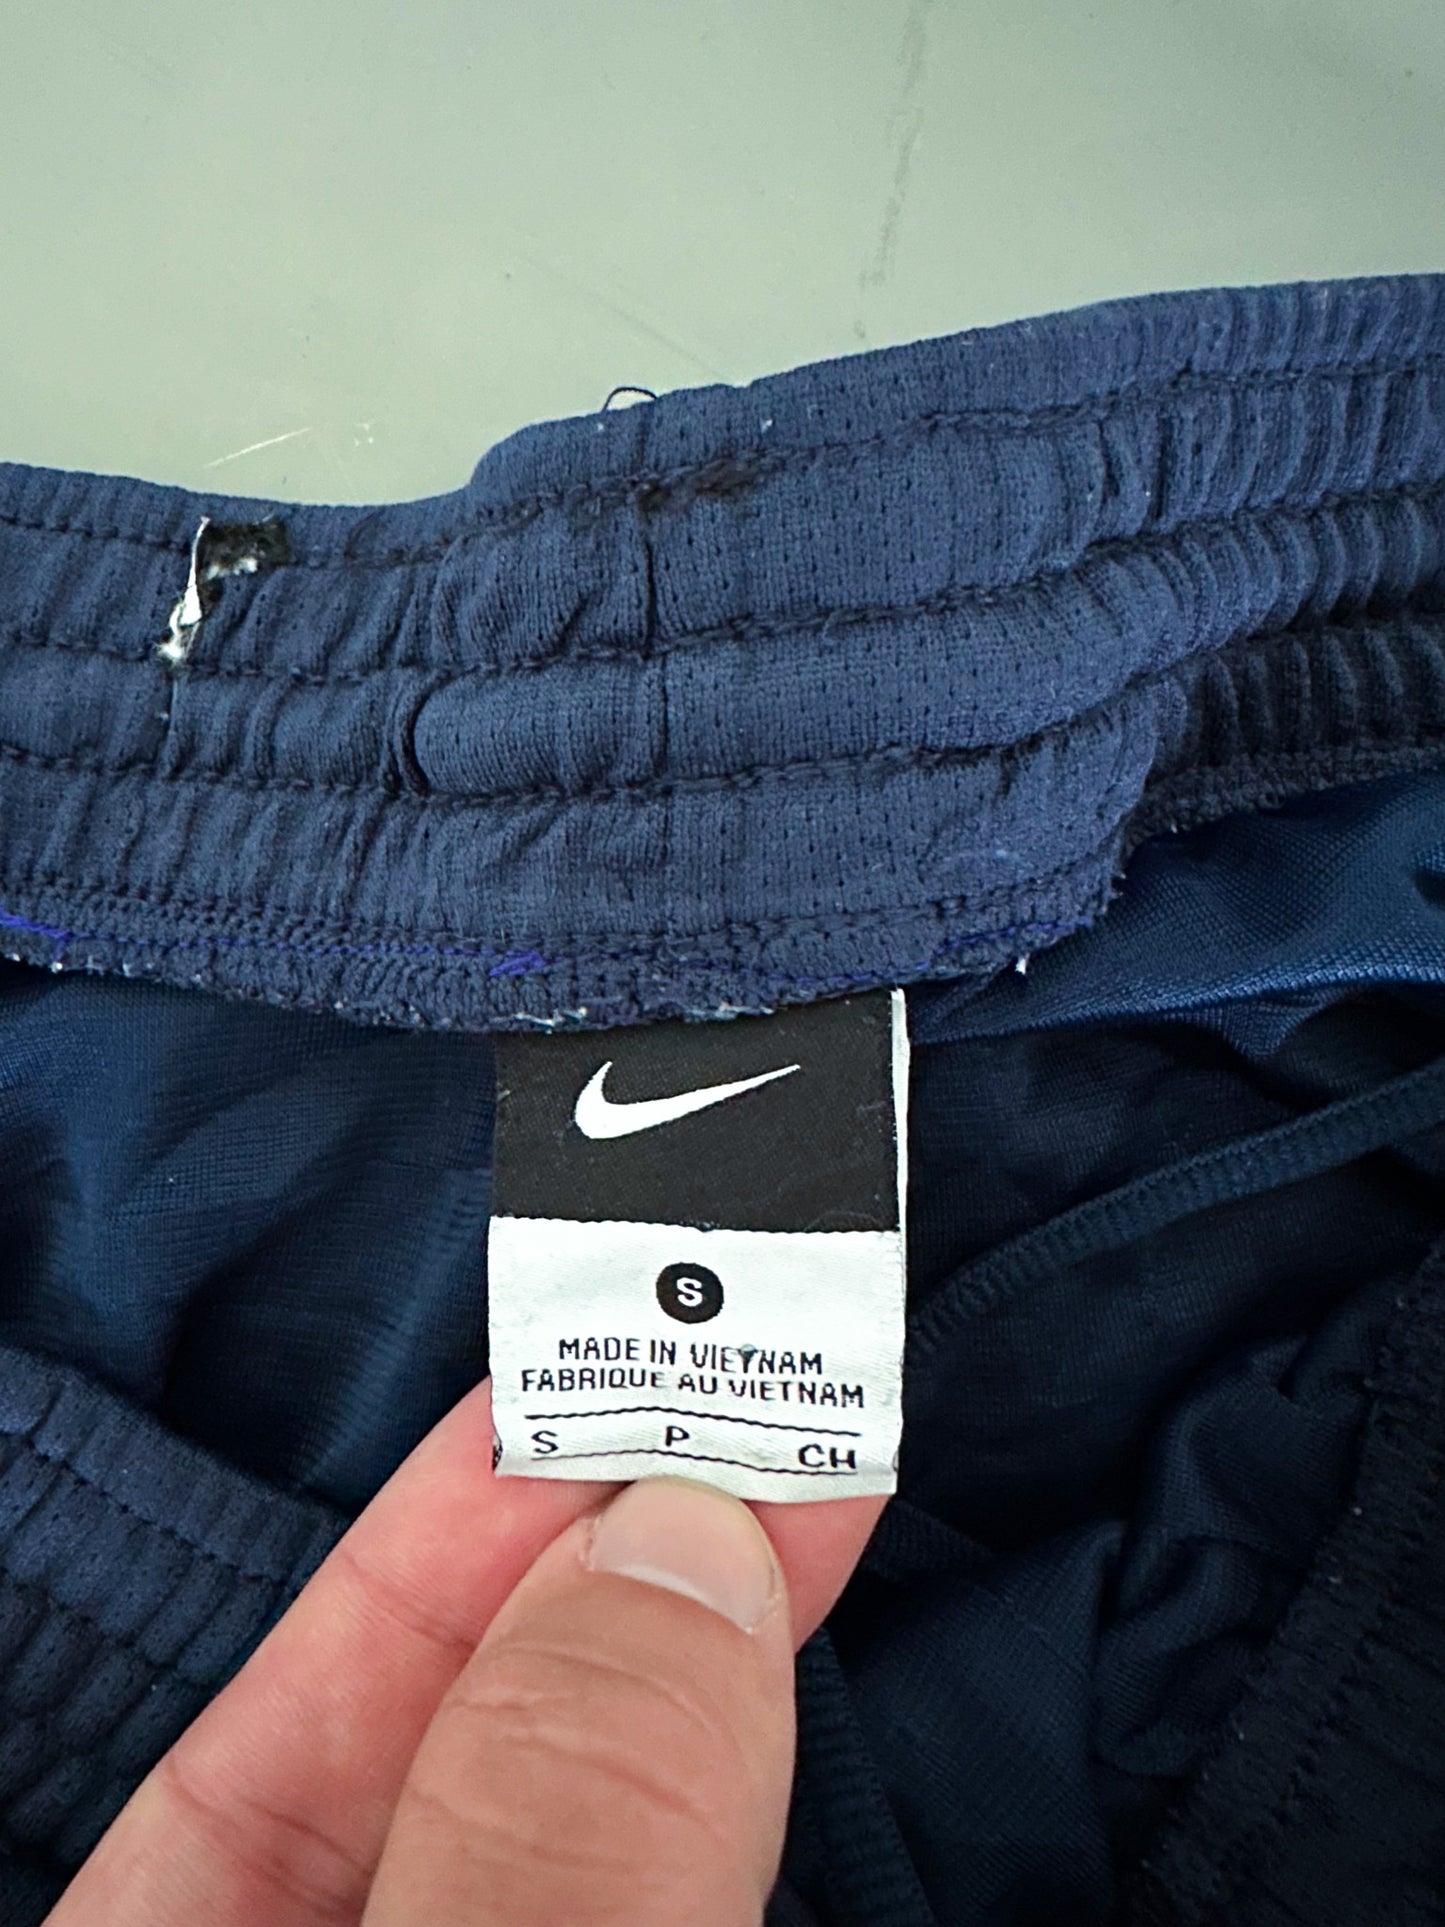 S
MADE IN VIETNAM
FABRIQUE AU VIETNAM
S P CH